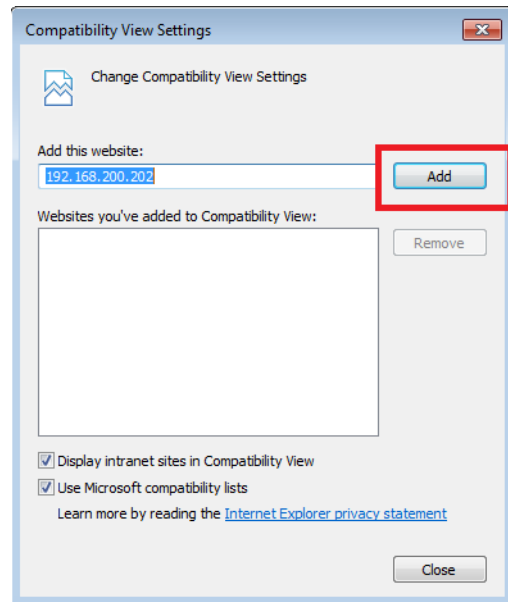 Compatibility View Settings
Change Compatibility View Settings
Add this website:
192.168.200.202
Add
Websites you've added to Compatibility View:
Remove
Display intranet sites in Compatibility View
Use Microsoft compatibility lists
Learn more by reading the Internet Explorer privacy statement
Close